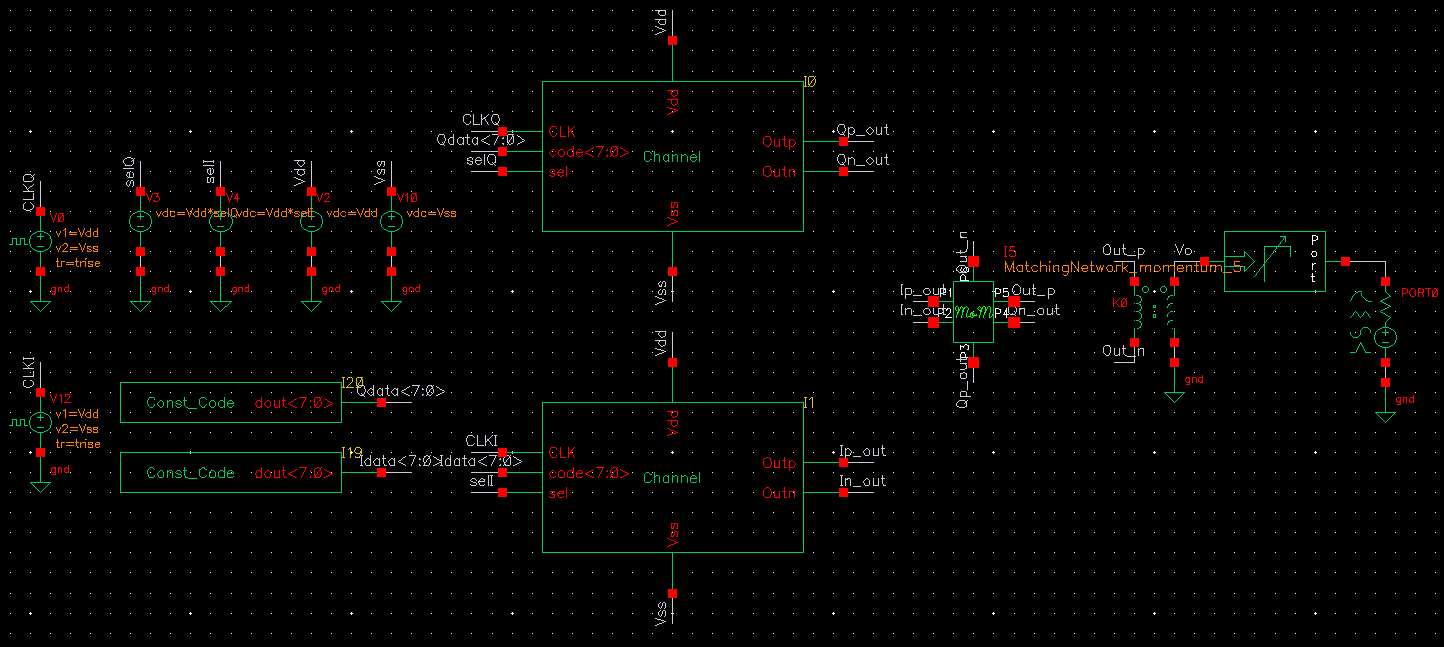 Vdd
I0
PPA
CLKQ
CLK
Qdata<7:0>
code<7:0>
selQ
sel
Channel
Outp
Qp_out
Outn
Qn_out
Vss
Vss
CLKQ
V0
v1=Vdd
v2=Vss
tr=trise
gnd
selQ
V3
vdc=Vdd*selQ
gnd
selI
V4
vdc=Vdd*selI
gnd
Vdd
V2
vdc=Vdd
gnd
Vss
V10
vdc=Vss
gnd
CLKI
V12
v1=Vdd
v2=Vss
tr=trise
gnd
I20
Const_Code
dout<7:0>
Qdata<7:0>
I19
Const_Code
dout<7:0>
Idata<7:0>
Vdd
I1
PPA
CLKI
CLK
Idata<7:0>
code<7:0>
selI
sel
Channel
Outp
Ip_out
Outn
In_out
Vss
Vss
Out_n
I5
MatchingNetwork_momentum_5
Ip_out
P1
P5
Out_p
In_out
P2
MoM
P4
Qn_out
P3
Qp_out
Out_p
Vo
K0
Out_n
gnd
Port
PORT0
gnd